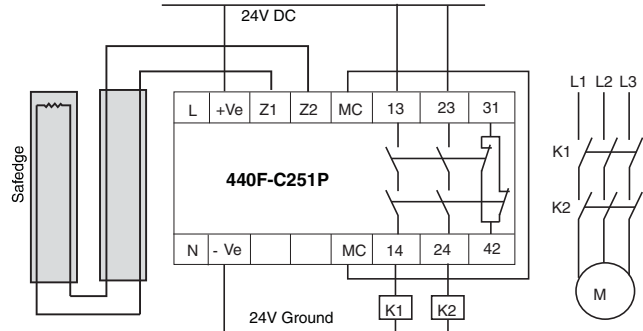 24V DC
L +Ve Z1 Z2 MC 13 23 31
L1 L2 L3
Safedge
K1
440F-C251P
K2
N - Ve MC 14 24 42
K1 K2
M
24V Ground